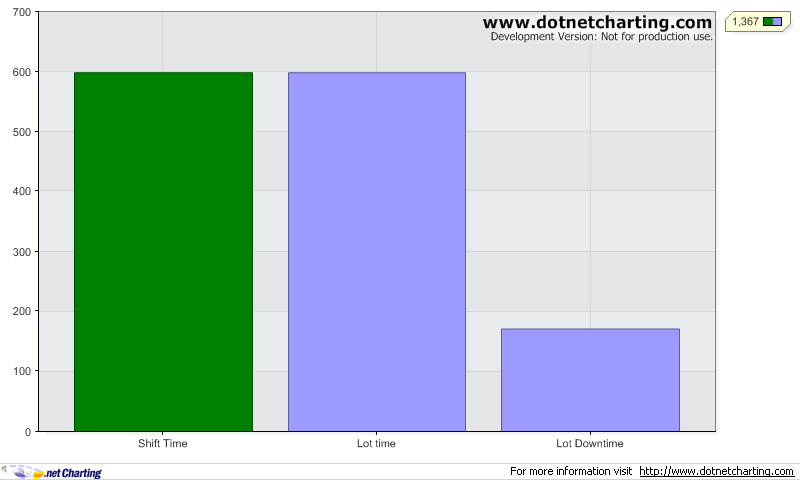 700
www.dotnetcharting.com
1,367
Development Version: Not for production use.
600
500
400
300
200
100
0
Shift Time Lot time Lot Downtime
.net Charting
For more information visit http://www.dotnetcharting.com